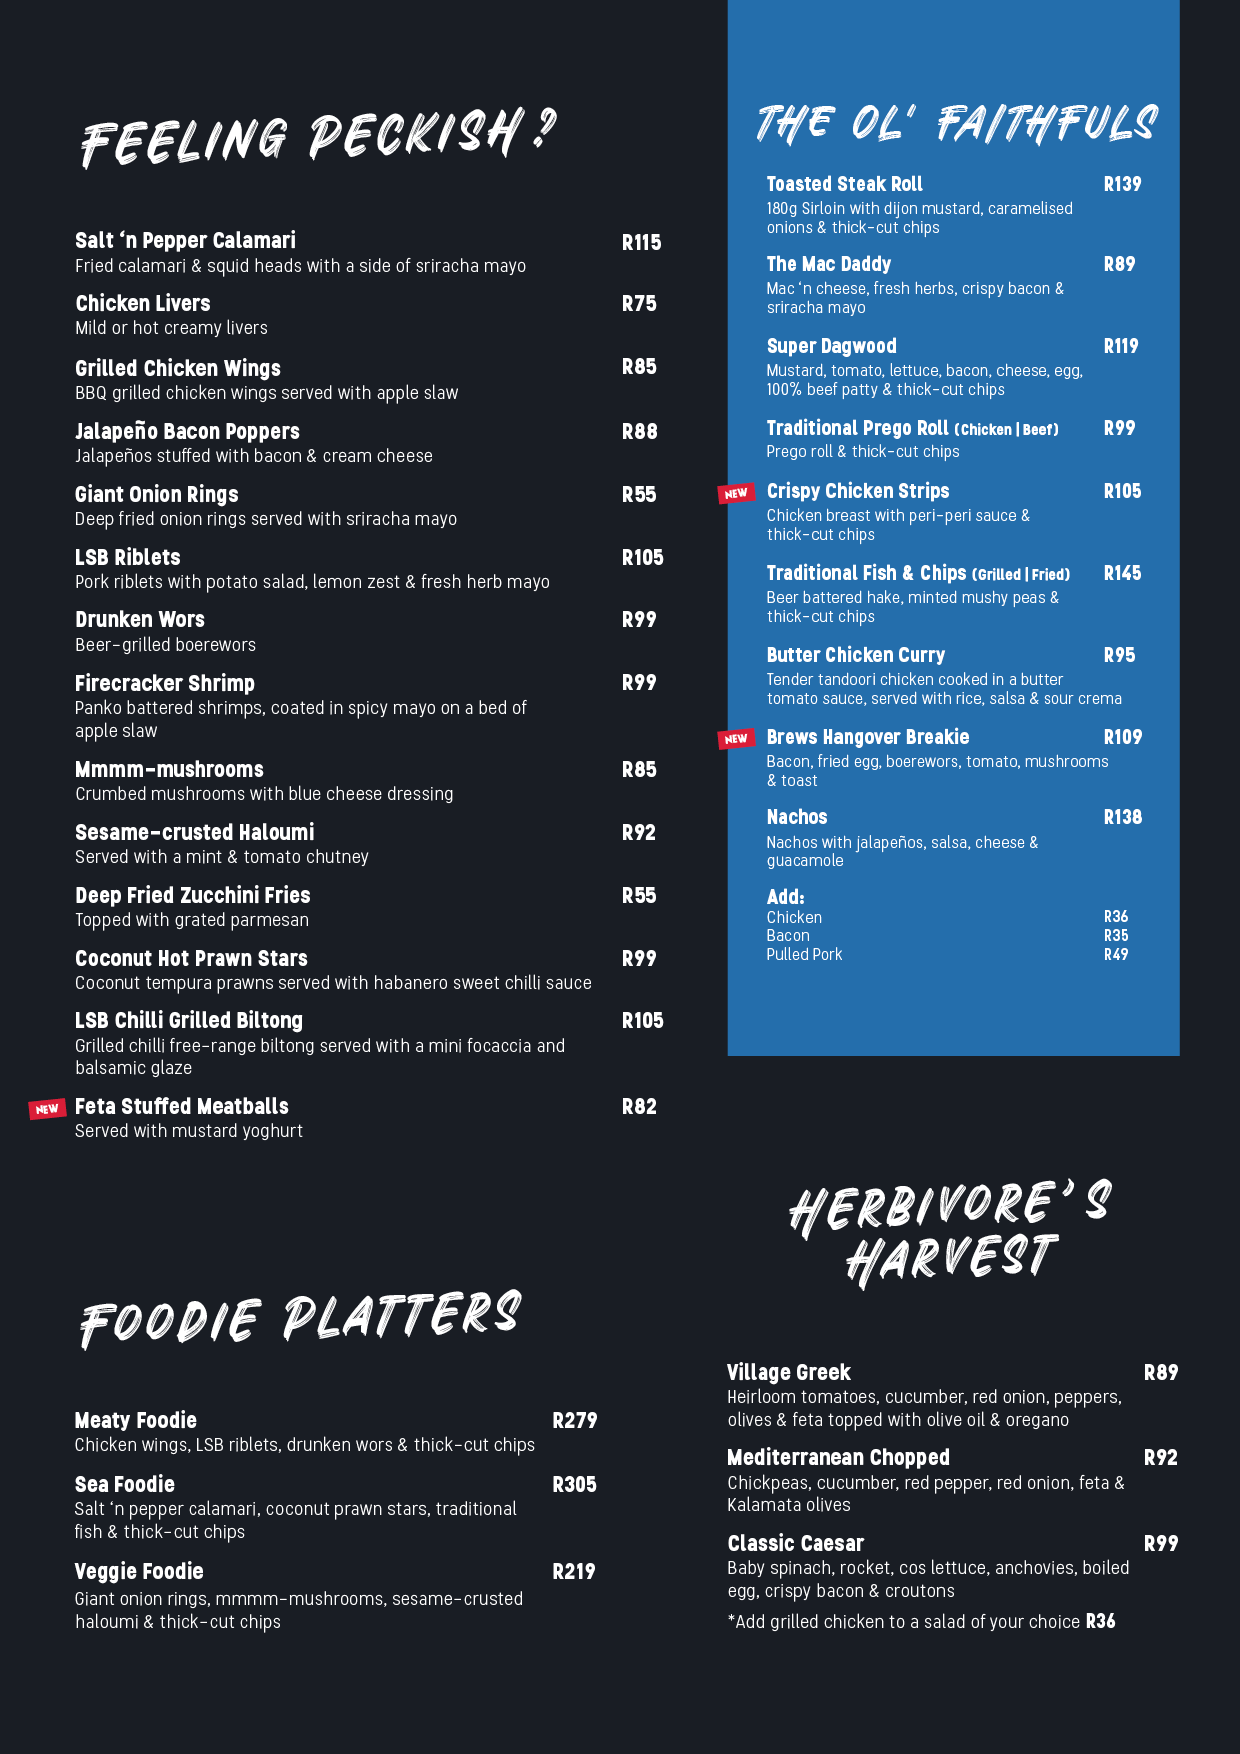 FEELING PECKISH?
Salt ‘n Pepper Calamari R115
Fried calamari & squid heads with a side of sriracha mayo
Chicken Livers R75
Mild or hot creamy livers
Grilled Chicken Wings R85
BBQ grilled chicken wings served with apple slaw
Jalapeño Bacon Poppers R88
Jalapeños stuffed with bacon & cream cheese
Giant Onion Rings R55
Deep fried onion rings served with sriracha mayo
LSB Riblets R105
Pork riblets with potato salad, lemon zest & fresh herb mayo
Drunken Wors R99
Beer-grilled boerewors
Firecracker Shrimp R99
Panko battered shrimps, coated in spicy mayo on a bed of
apple slaw
Mmmm-mushrooms R85
Crumbed mushrooms with blue cheese dressing
Sesame-crusted Haloumi R92
Served with a mint & tomato chutney
Deep Fried Zucchini Fries R55
Topped with grated parmesan
Coconut Hot Prawn Stars R99
Coconut tempura prawns served with habanero sweet chilli sauce
LSB Chilli Grilled Biltong R105
Grilled chilli free-range biltong served with a mini focaccia and
balsamic glaze
NEW Feta Stuffed Meatballs R82
Served with mustard yoghurt
FOODIE PLATTERS
Meaty Foodie R279
Chicken wings, LSB riblets, drunken wors & thick-cut chips
Sea Foodie R305
Salt ‘n pepper calamari, coconut prawn stars, traditional
fish & thick-cut chips
Veggie Foodie R219
Giant onion rings, mmmm-mushrooms, sesame-crusted
haloumi & thick-cut chips
THE OL' FAITHFULS
Toasted Steak Roll R139
180g Sirloin with dijon mustard, caramelised
onions & thick-cut chips
The Mac Daddy R89
Mac ‘n cheese, fresh herbs, crispy bacon &
sriracha mayo
Super Dagwood R119
Mustard, tomato, lettuce, bacon, cheese, egg,
100% beef patty & thick-cut chips
Traditional Prego Roll (Chicken | Beef) R99
Prego roll & thick-cut chips
NEW Crispy Chicken Strips R105
Chicken breast with peri-peri sauce &
thick-cut chips
Traditional Fish & Chips (Grilled | Fried) R145
Beer battered hake, minted mushy peas &
thick-cut chips
Butter Chicken Curry R95
Tender tandoori chicken cooked in a butter
tomato sauce, served with rice, salsa & sour crema
NEW Brews Hangover Breakie R109
Bacon, fried egg, boerewors, tomato, mushrooms
& toast
Nachos R138
Nachos with jalapeños, salsa, cheese &
guacamole
Add:
Chicken R36
Bacon R35
Pulled Pork R49
HERBIVORE’S
HARVEST
Village Greek R89
Heirloom tomatoes, cucumber, red onion, peppers,
olives & feta topped with olive oil & oregano
Mediterranean Chopped R92
Chickpeas, cucumber, red pepper, red onion, feta &
Kalamata olives
Classic Caesar R99
Baby spinach, rocket, cos lettuce, anchovies, boiled
egg, crispy bacon & croutons
*Add grilled chicken to a salad of your choice R36